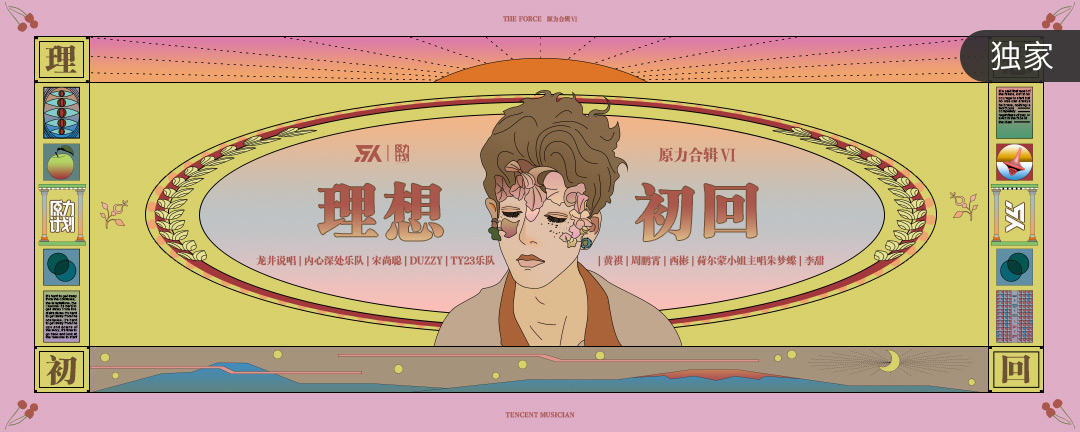 THE FORCE 原力合辑VI
理
独家
原力合辑 VI
理想 初回
龙井说唱 | 内心深处乐队 | 宋尚聪 | DUZZY | TY23乐队
| 黄祺 | 周鹏霄 | 西彬 | 荷尔蒙小姐主唱朱梦蝶 | 李甜
初
回
TENCENT MUSICIAN